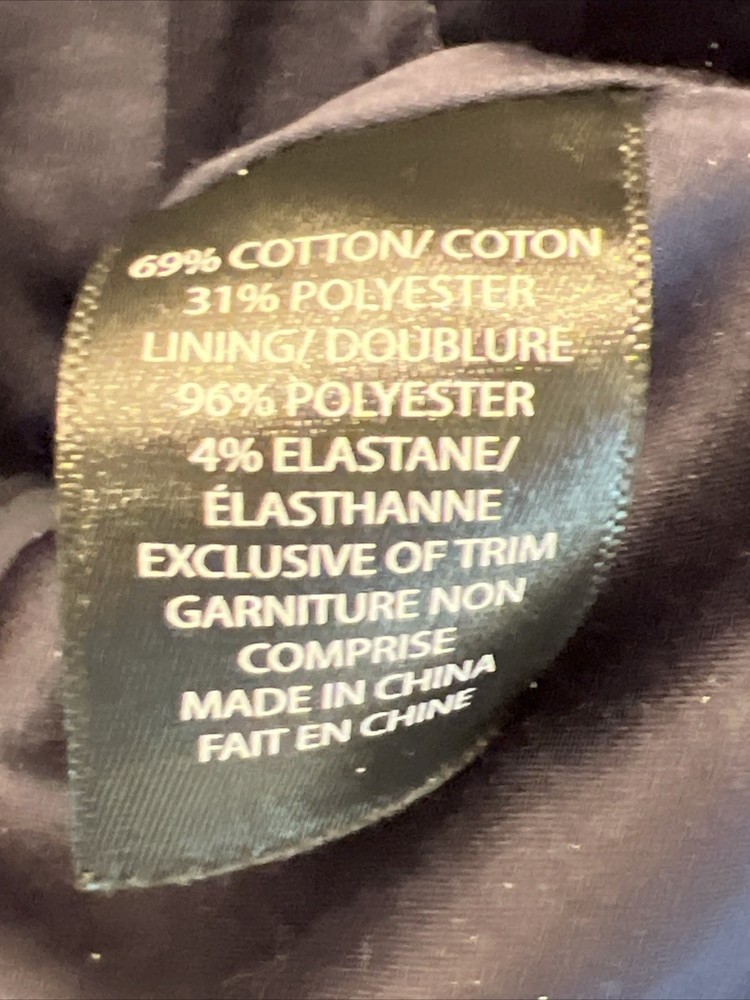 69% COTTON/ COTON
31% POLYESTER
LINING/ DOUBLURE
96% POLYESTER
4% ELASTANE/
ÉLASTHANNE
EXCLUSIVE OF TRIM
GARNITURE NON
COMPRISE
MADE IN CHINA
FAIT EN CHINE